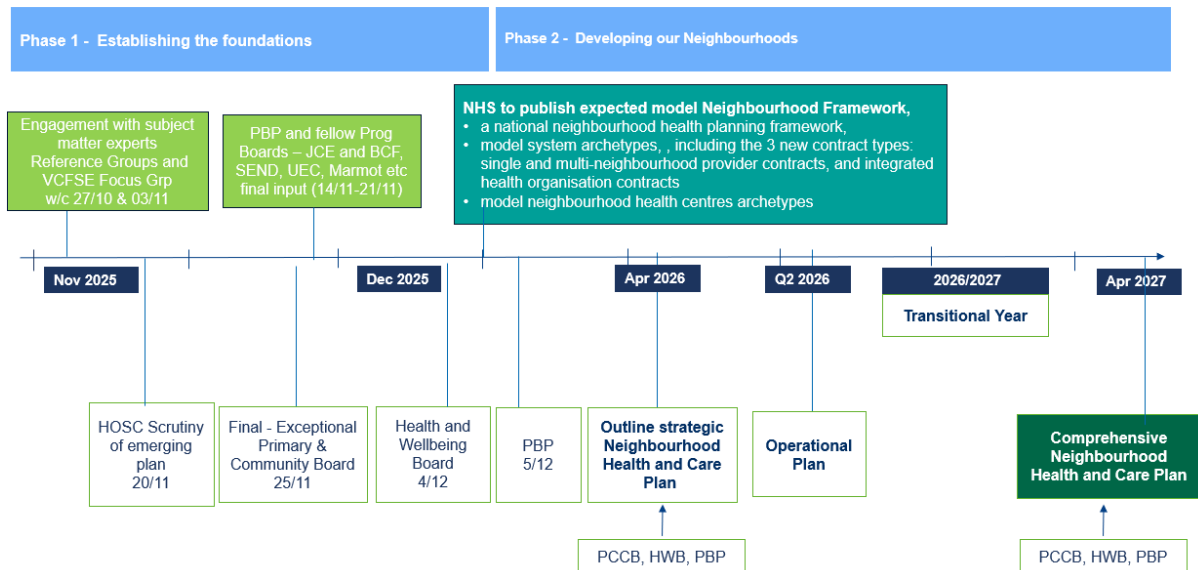 Phase 1 - Establishing the foundations
Phase 2 - Developing our Neighbourhoods
Engagement with subject
matter experts
Reference Groups and
VCFSE Focus Grp
w/c 27/10 & 03/11
PBP and fellow Prog
Boards – JCE and BCF,
SEND, UEC, Marmot etc
final input (14/11-21/11)
NHS to publish expected model Neighbourhood Framework,
• a national neighbourhood health planning framework,
• model system archetypes, , including the 3 new contract types:
single and multi-neighbourhood provider contracts, and integrated
health organisation contracts
• model neighbourhood health centres archetypes
Nov 2025
Dec 2025
Apr 2026
Q2 2026
2026/2027
Apr 2027
Transitional Year
HOSC Scrutiny
of emerging
plan
20/11
Final - Exceptional
Primary &
Community Board
25/11
Health and
Wellbeing
Board
4/12
PBP
5/12
Outline strategic
Neighbourhood
Health and Care
Plan
Operational
Plan
Comprehensive
Neighbourhood
Health and Care Plan
PCCB, HWB, PBP
PCCB, HWB, PBP